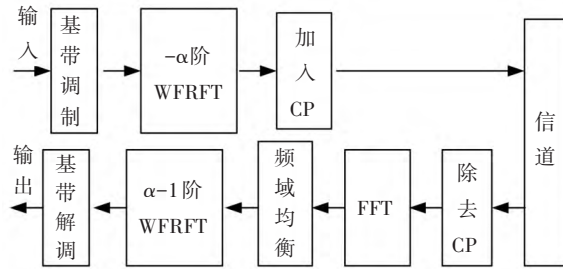 输入
基带调制
-α阶
WFRFT
加入
CP
信道
输出
基带解调
α-1阶
WFRFT
频域均衡
FFT
除去
CP